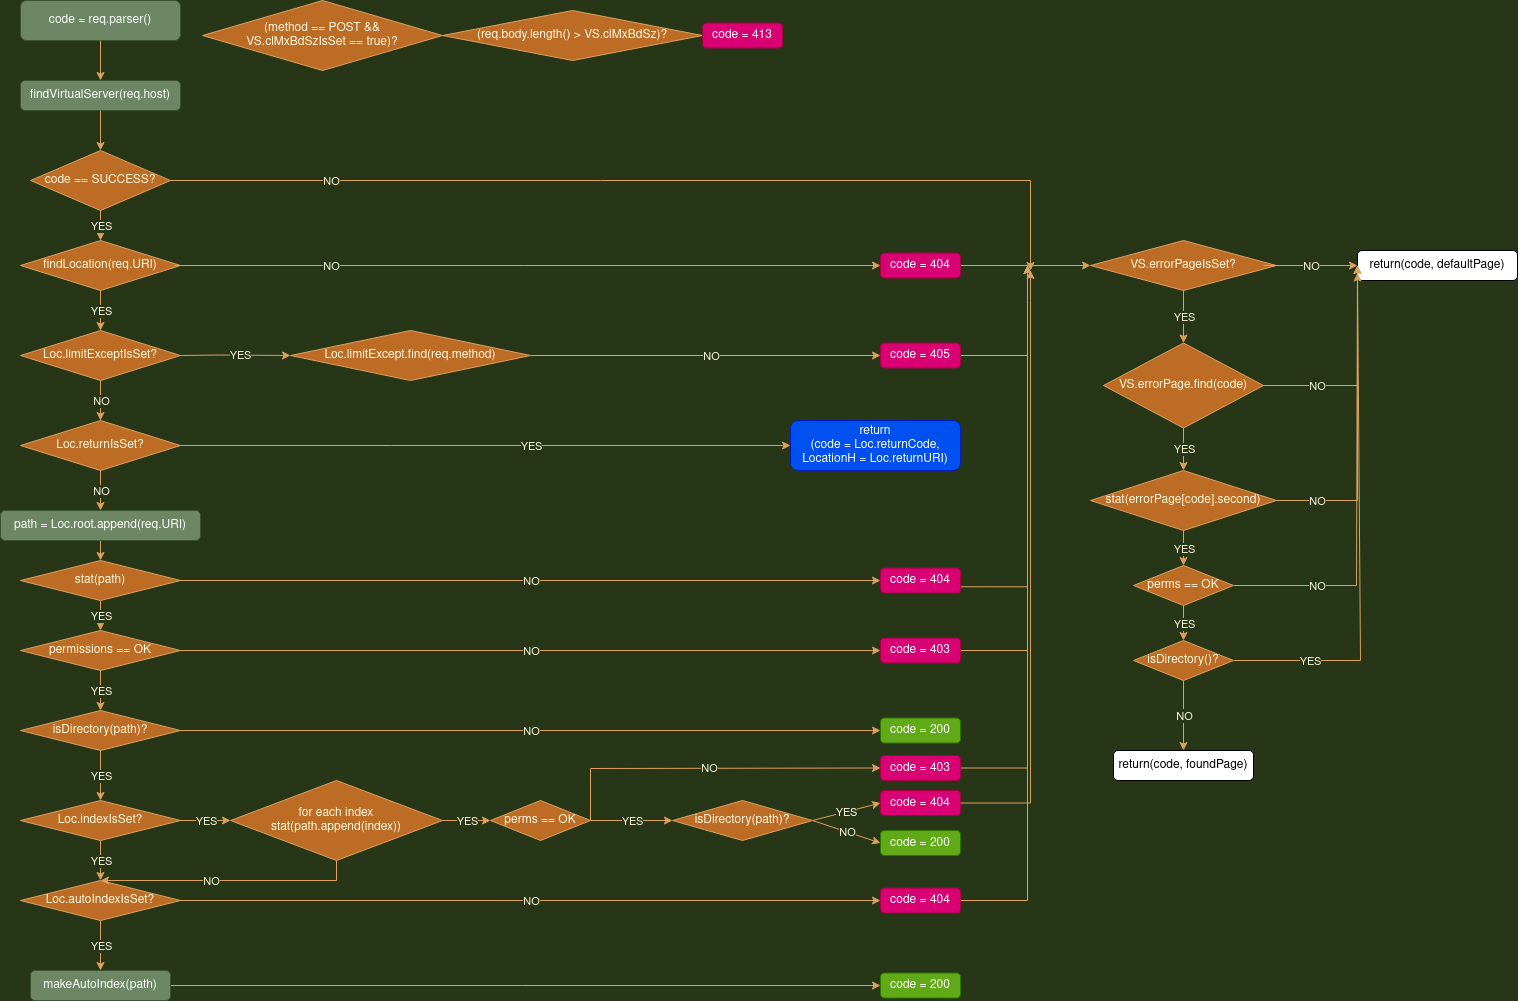 code = req.parser()
(method == POST &&
VS.clMxBdSzIsSet == true)?
(req.body.length() > VS.clMxBdSz)?
code = 413
findVirtualServer(req.host)
code == SUCCESS?
NO
YES
findLocation(req.URI)
NO
code = 404
VS.errorPageIsSet?
NO
return(code, defaultPage)
YES
YES
Loc.limitExceptIsSet?
YES
Loc.limitExcept.find(req.method)
NO
code = 405
VS.errorPage.find(code)
NO
NO
YES
Loc.returnIsSet?
YES
return
(code = Loc.returnCode,
LocationH = Loc.returnURI)
NO
stat(errorPage[code].second)
NO
path = Loc.root.append(req.URI)
YES
stat(path)
NO
code = 404
perms == OK
NO
YES
YES
permissions == OK
NO
code = 403
isDirectory()?
YES
YES
NO
isDirectory(path)?
NO
code = 200
return(code, foundPage)
YES
NO
code = 403
Loc.indexIsSet?
YES
for each index
stat(path.append(index))
YES
perms == OK
YES
isDirectory(path)?
YES
code = 404
NO
code = 200
YES
NO
Loc.autoIndexIsSet?
NO
code = 404
YES
makeAutoIndex(path)
code = 200